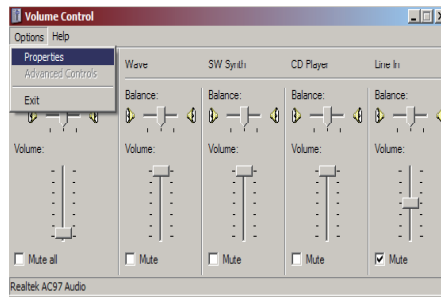 Volume Control
Options Help
Properties
Advanced Controls
Exit
Wave SW Synth CD Player Line In
Balance: Balance: Balance: Balance:
Volume: Volume: Volume: Volume: Volume:
Mute all Mute Mute Mute Mute
Realtek AC97 Audio